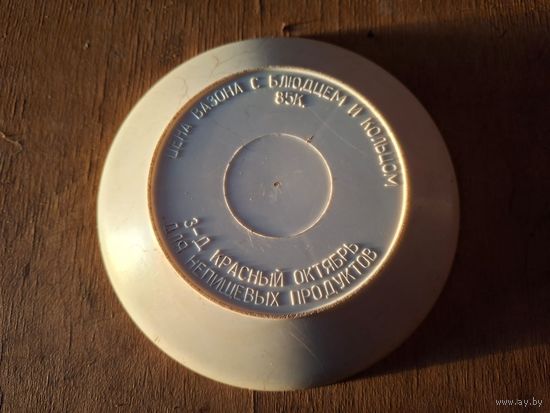 ЦЕНА ВАЗОНА С БЛЮДЦЕМ И КОЛЬЦОМ
85К.
З-Д КРАСНЫЙ ОКТЯБРЬ
ДЛЯ НЕПИЩЕВЫХ ПРОДУКТОВ
www.ay.by